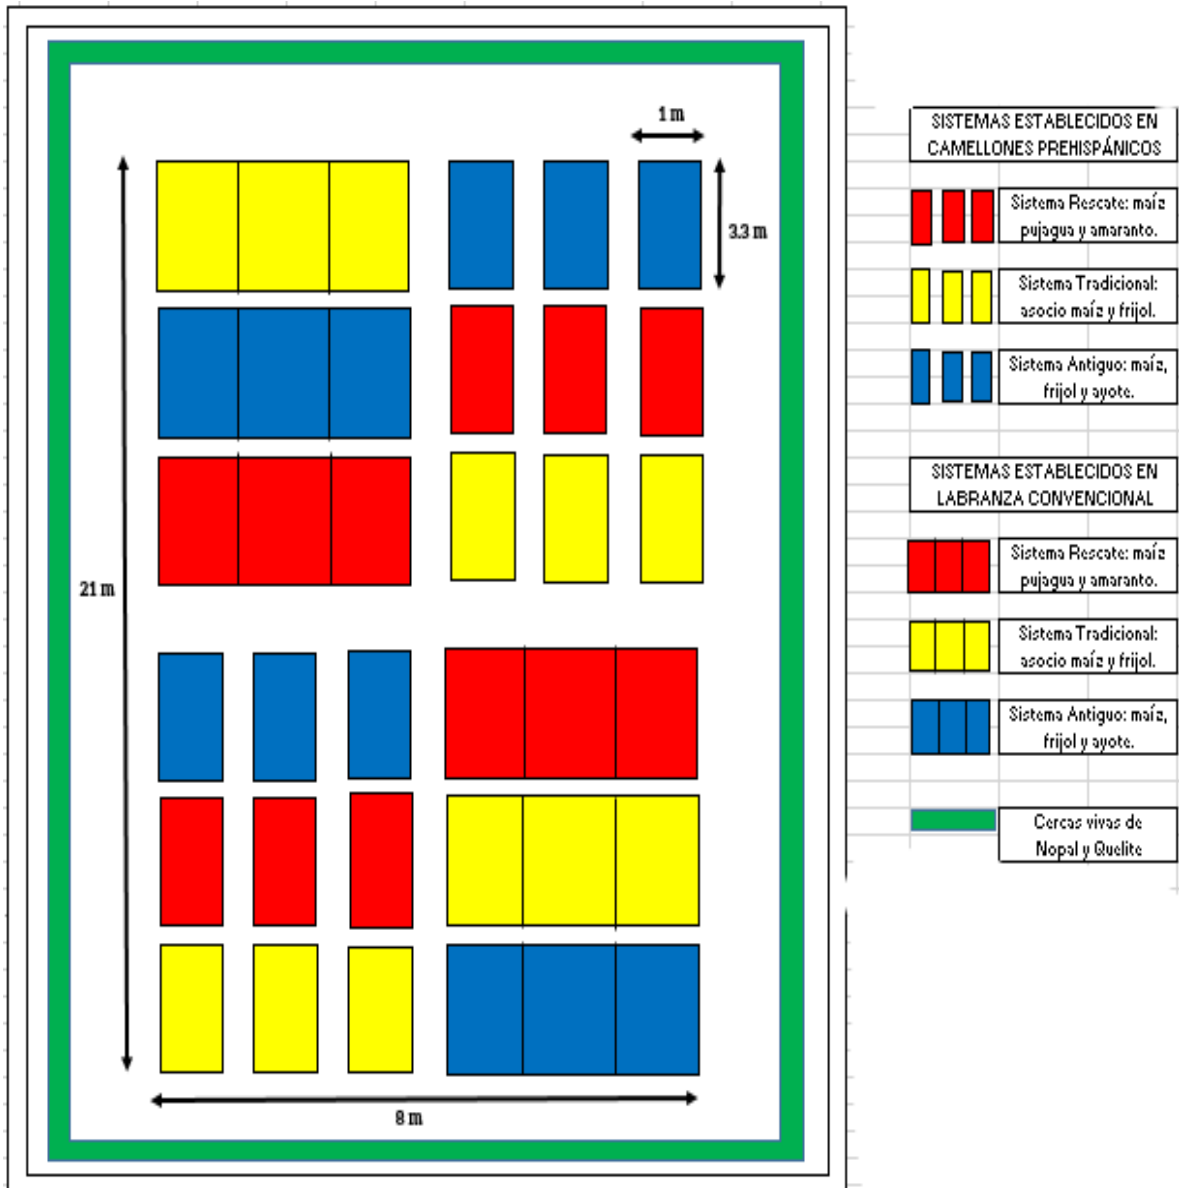 1 m
3.3 m
21 m
8 m
SISTEMAS ESTABLECIDOS EN
CAMELLONES PREHISPÁNICOS
Sistema Rescate: maíz
pujagua y amaranto.
Sistema Tradicional:
asocio maíz y frijol.
Sistema Antiguo: maíz,
frijol y ayote.
SISTEMAS ESTABLECIDOS EN
LABRANZA CONVENCIONAL
Sistema Rescate: maíz
pujagua y amaranto.
Sistema Tradicional:
asocio maíz y frijol.
Sistema Antiguo: maíz,
frijol y ayote.
Cercas vivas de
Nopal y Quelite